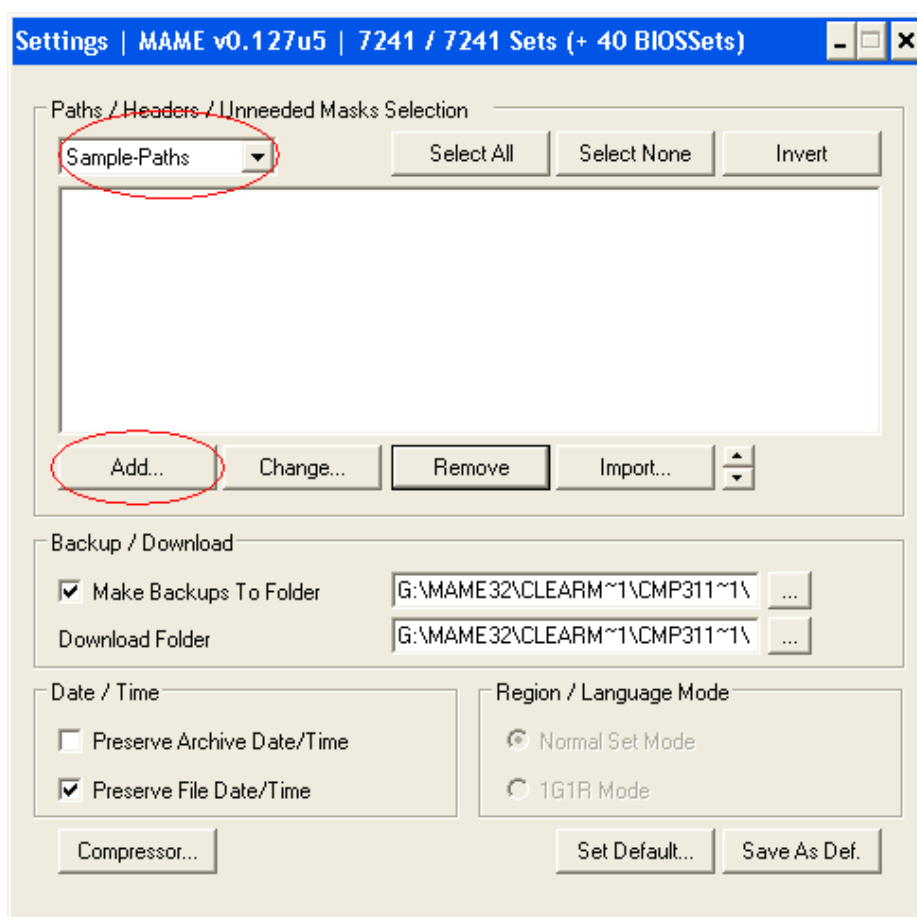 Settings | MAME v0.127u5 | 7241 / 7241 Sets (+ 40 BIOSSets)
Paths / Headers / Unneeded Masks Selection
Sample-Paths
Select All
Select None
Invert
Add...
Change...
Remove
Import...
Backup / Download
Make Backups To Folder
G:\MAME32\CLEARM~1\CMP311~1\
...
Download Folder
G:\MAME32\CLEARM~1\CMP311~1\
...
Date / Time
Region / Language Mode
Preserve Archive Date/Time
Normal Set Mode
Preserve File Date/Time
1G1R Mode
Compressor...
Set Default...
Save As Def.